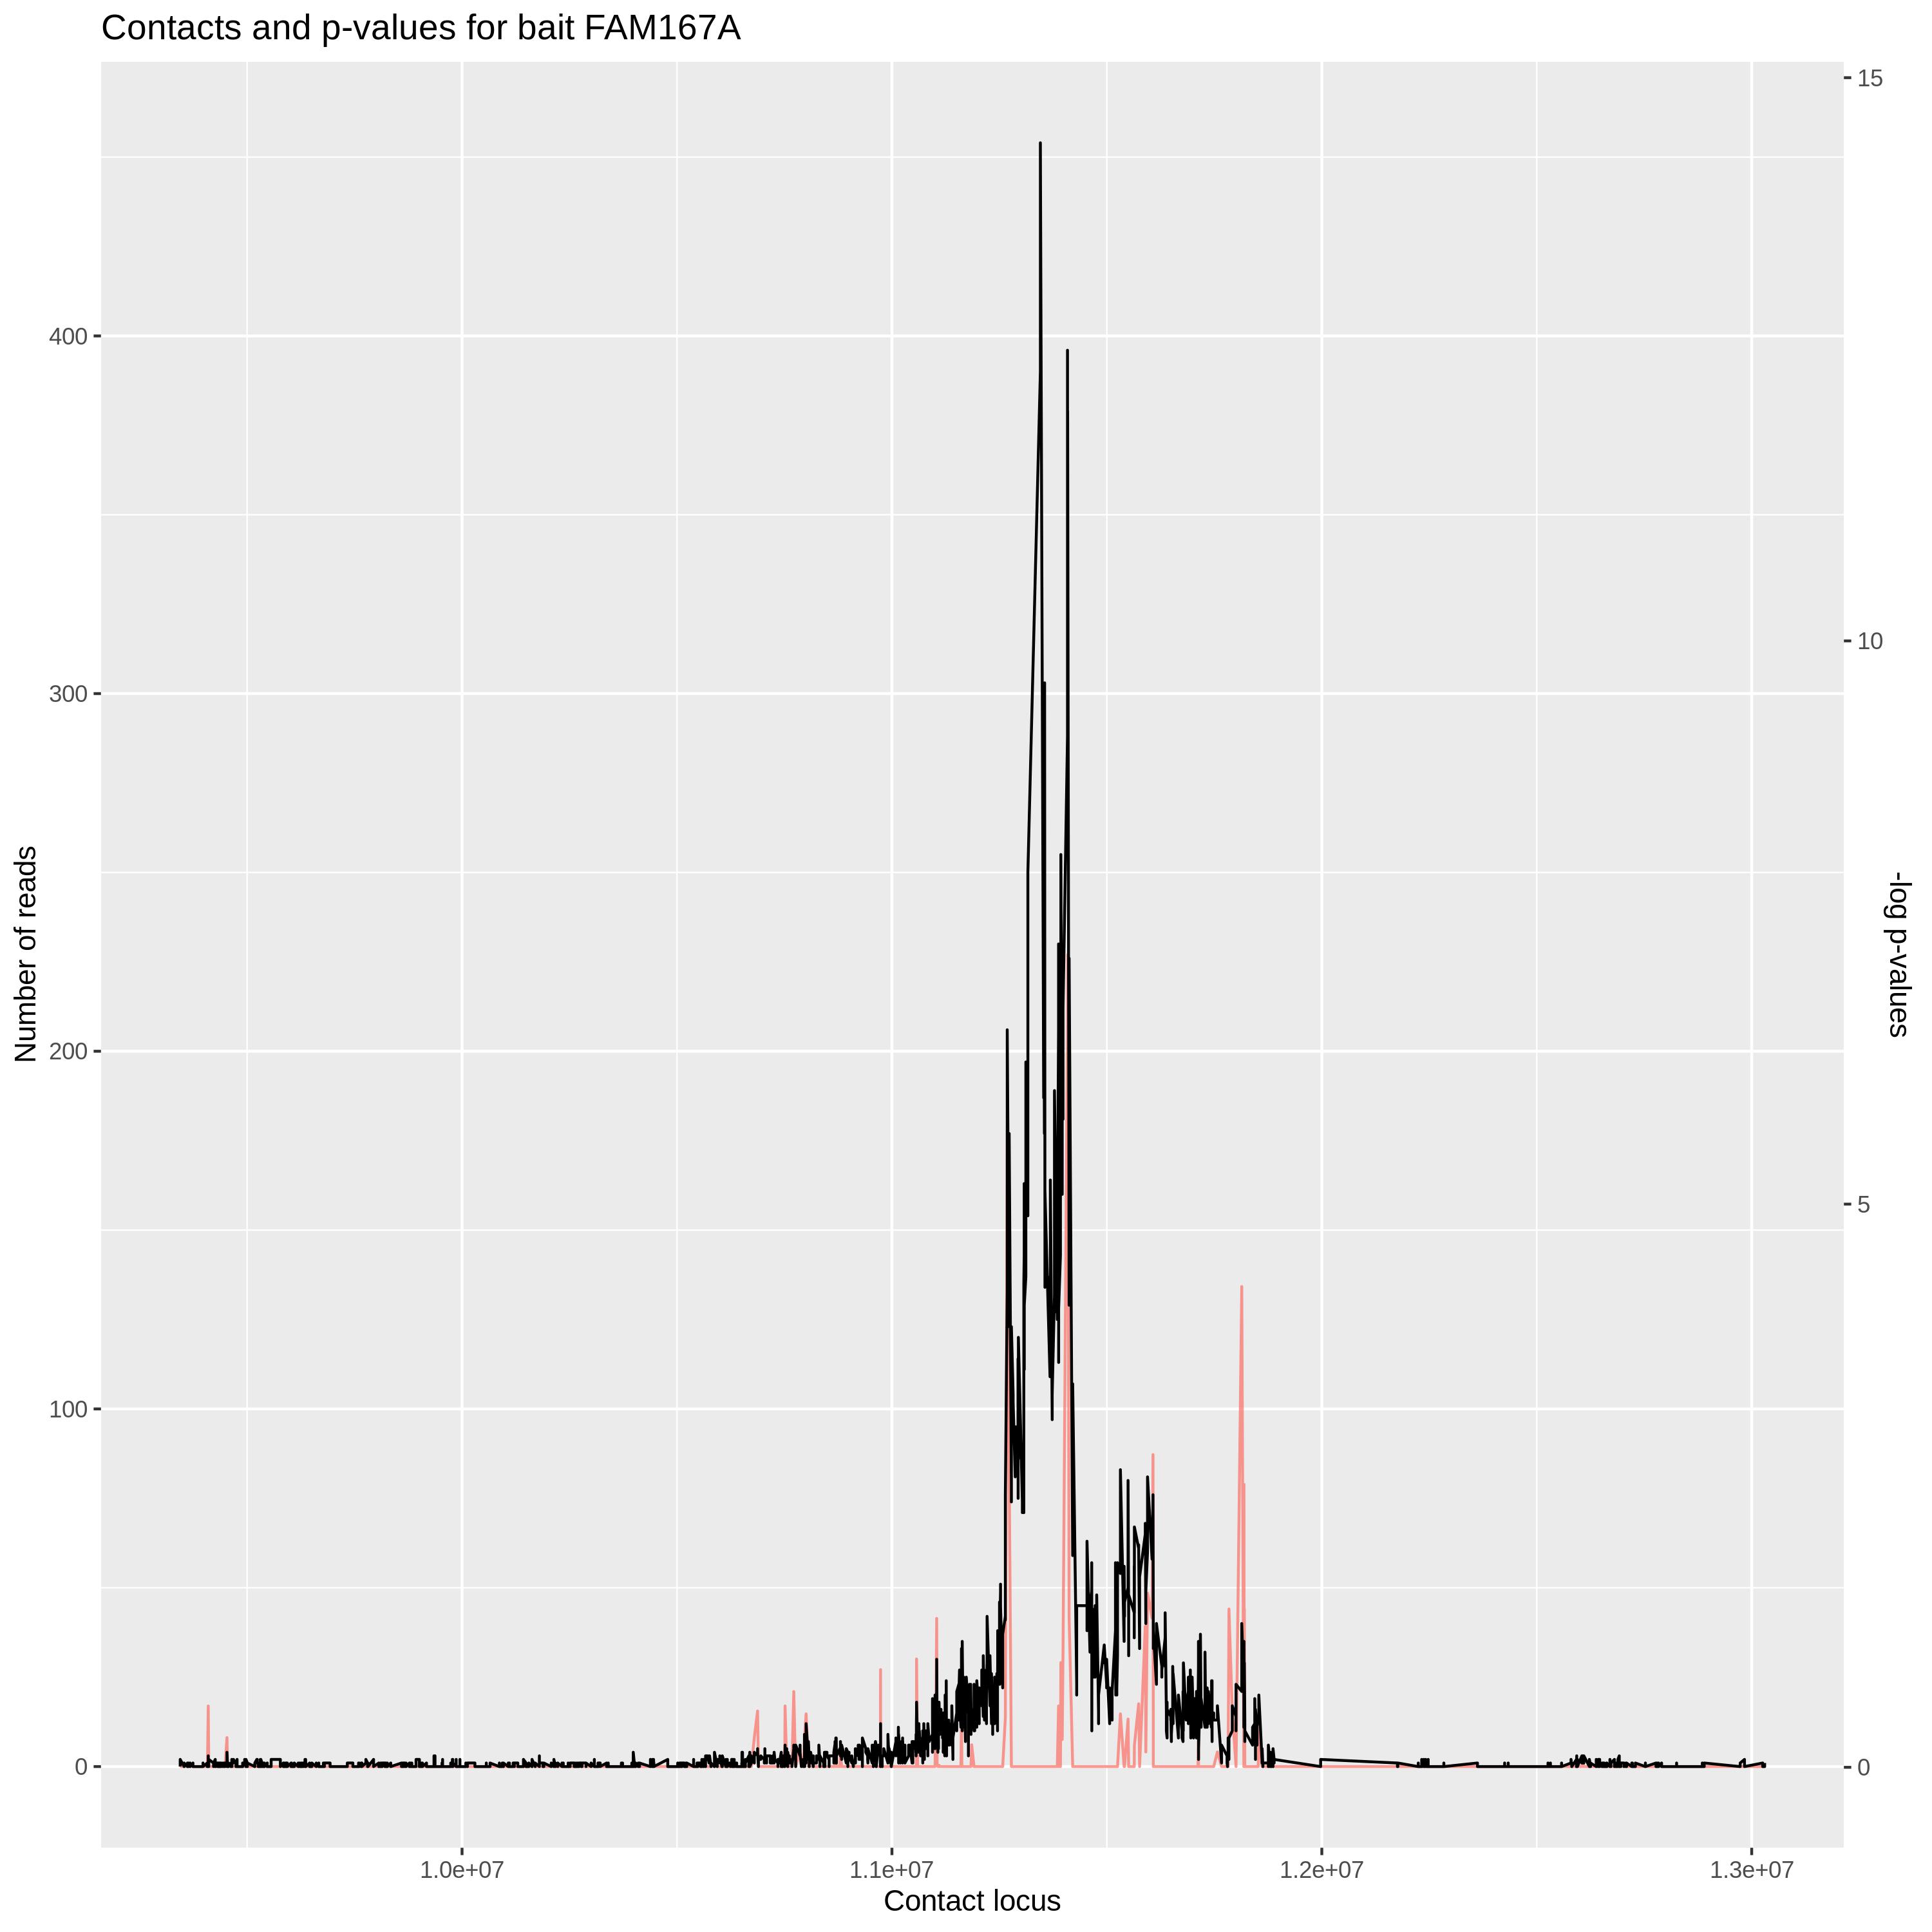 Contacts and p-values for bait FAM167A
Number of reads
400
300
200
100
0
15
10
5
0
-log p-values
1.0e+07
1.1e+07
1.2e+07
1.3e+07
Contact locus